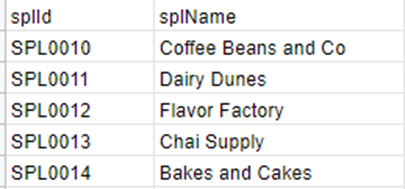 splId splName
SPL0010 Coffee Beans and Co
SPL0011 Dairy Dunes
SPL0012 Flavor Factory
SPL0013 Chai Supply
SPL0014 Bakes and Cakes